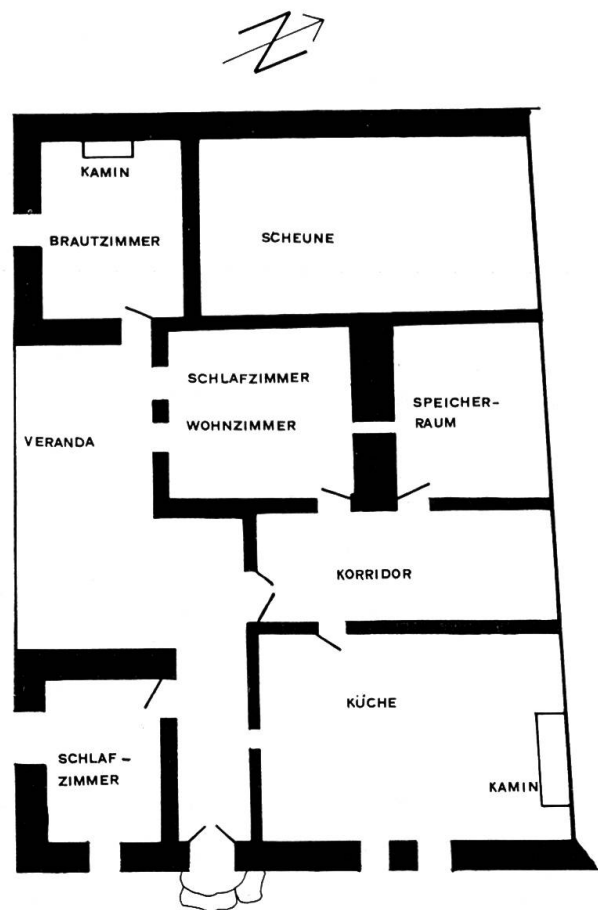 N
KAMIN
BRAUTZIMMER
SCHEUNE
SCHLAFZIMMER
WOHNZIMMER
SPEICHER-
RAUM
VERANDA
KORRIDOR
KÜCHE
SCHLAF-
ZIMMER
KAMIN